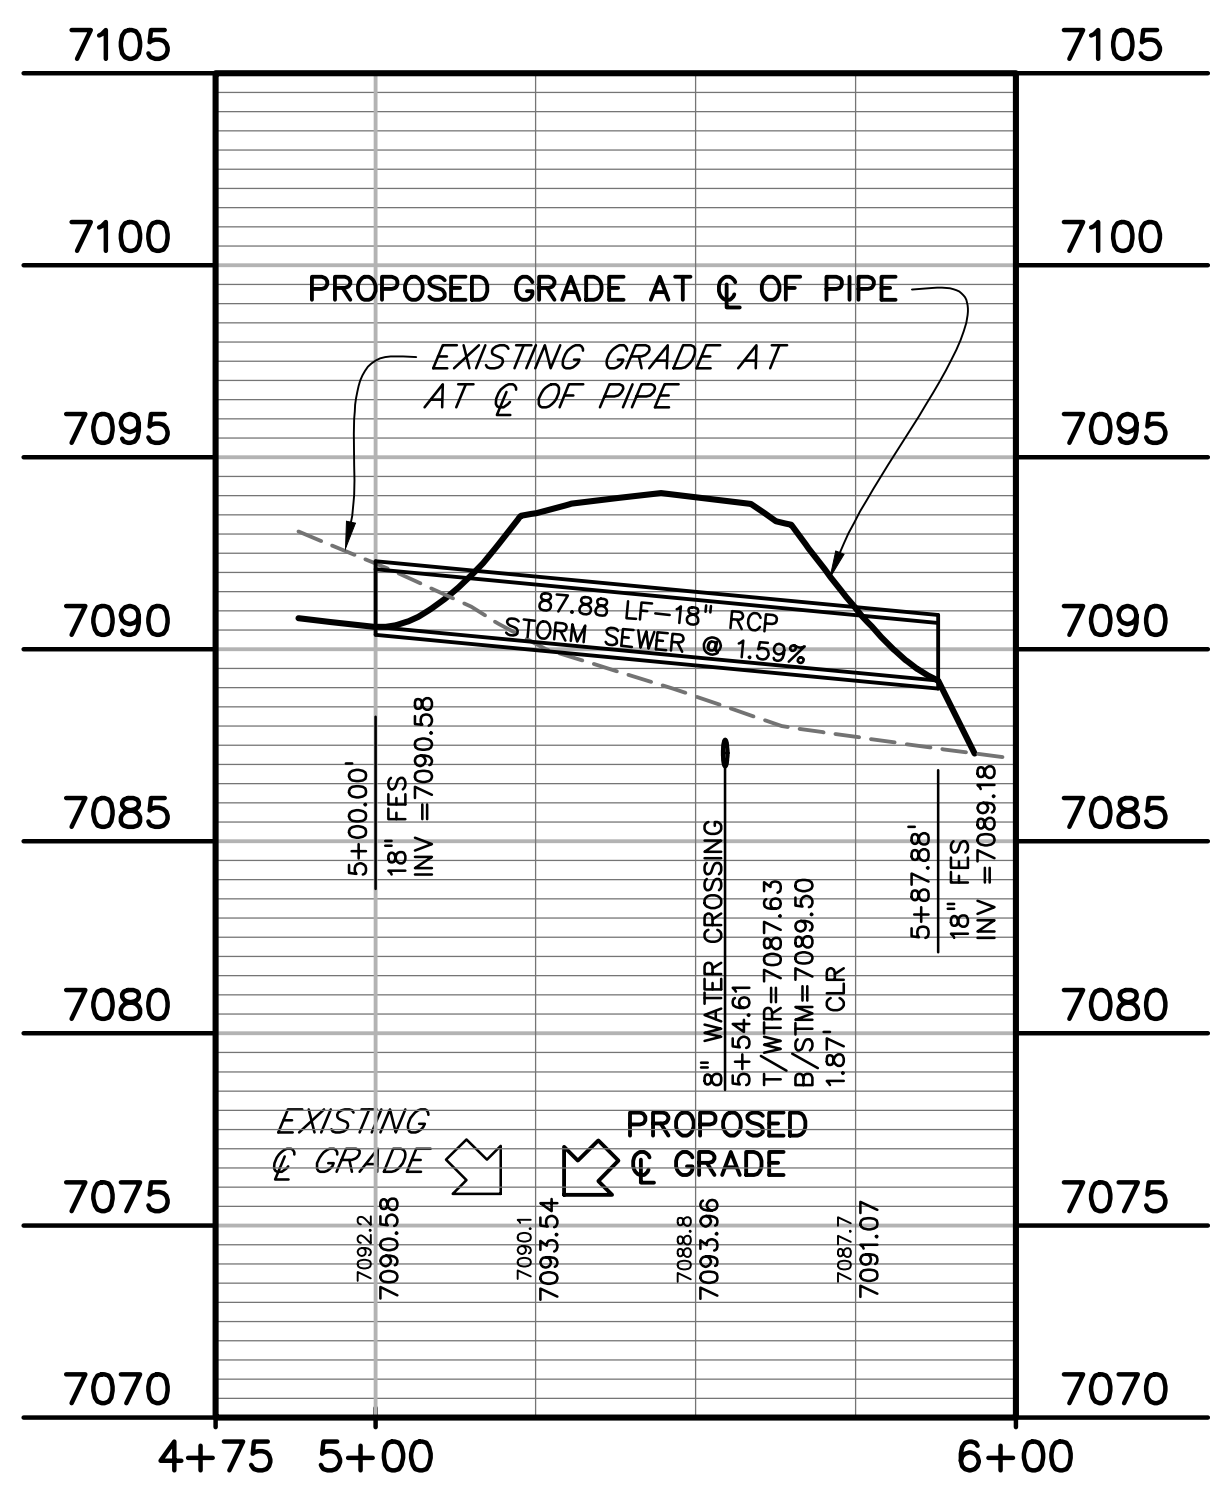 7105
7105
7100
7100
PROPOSED GRADE AT ℄ OF PIPE
EXISTING GRADE AT
AT ℄ OF PIPE
7095
7095
7090
7090
87.88 LF-18" RCP
STORM SEWER @ 1.59%
5+00.00'
18" FES
INV =7090.58
7085
7085
8" WATER CROSSING
5+54.61
T/WTR=7087.63
B/STM=7089.50
1.87' CLR
5+87.88'
18" FES
INV =7089.18
7080
7080
EXISTING
℄ GRADE
PROPOSED
℄ GRADE
7075
7075
7092.2
7090.58
7090.1
7093.54
7088.8
7093.96
7087.7
7091.07
7070
7070
4+75 5+00 6+00